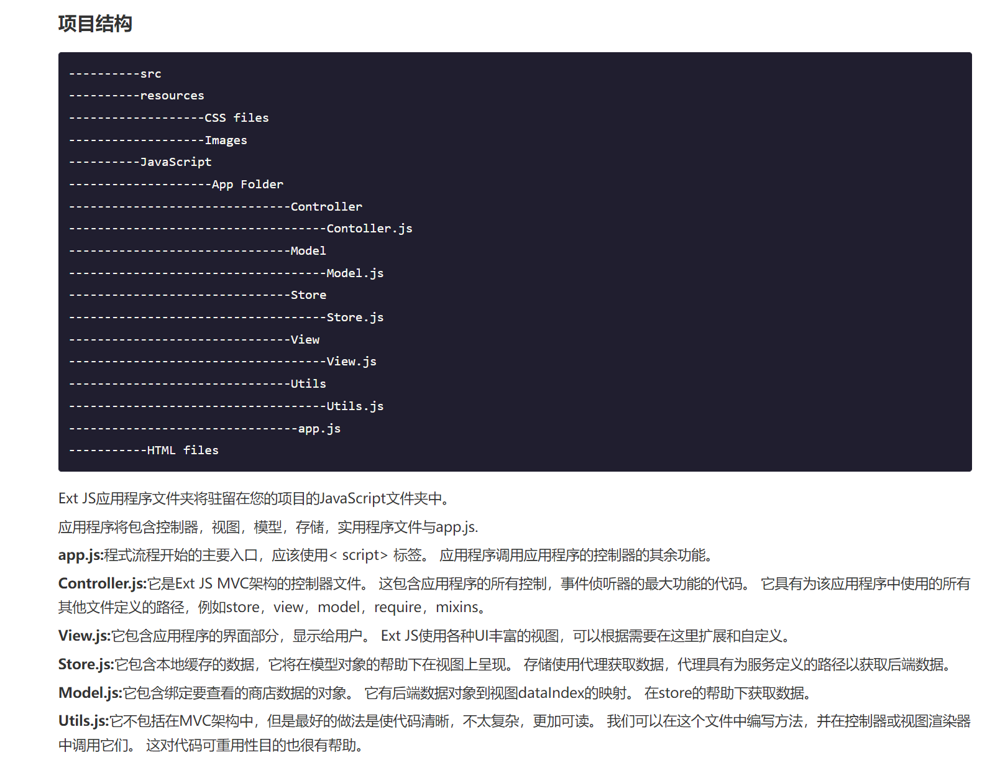 项目结构
----------src
----------resources
-------------------CSS files
-------------------Images
----------JavaScript
--------------------App Folder
-------------------------------Controller
------------------------------------Contoller.js
-------------------------------Model
------------------------------------Model.js
-------------------------------Store
------------------------------------Store.js
-------------------------------View
------------------------------------View.js
-------------------------------Utils
------------------------------------Utils.js
--------------------------------app.js
-----------HTML files
Ext JS应用程序文件夹将驻留在您的项目的JavaScript文件夹中。
应用程序将包含控制器，视图，模型，存储，实用程序文件与app.js.
app.js:程式流程开始的主要入口，应该使用< script> 标签。 应用程序调用应用程序的控制器的其余功能。
Controller.js:它是Ext JS MVC架构的控制器文件。 这包含应用程序的所有控制，事件侦听器的最大功能的代码。 它具有为该应用程序中使用的所有
其他文件定义的路径，例如store，view，model，require，mixins。
View.js:它包含应用程序的界面部分，显示给用户。 Ext JS使用各种UI丰富的视图，可以根据需要在这里扩展和自定义。
Store.js:它包含本地缓存的数据，它将在模型对象的帮助下在视图上呈现。 存储使用代理获取数据，代理具有为服务定义的路径以获取后端数据。
Model.js:它包含绑定要查看的商店数据的对象。 它有后端数据对象到视图dataIndex的映射。 在store的帮助下获取数据。
Utils.js:它不包括在MVC架构中，但是最好的做法是使代码清晰，不太复杂，更加可读。 我们可以在这个文件中编写方法，并在控制器或视图渲染器
中调用它们。 这对代码可重用性目的也很有帮助。